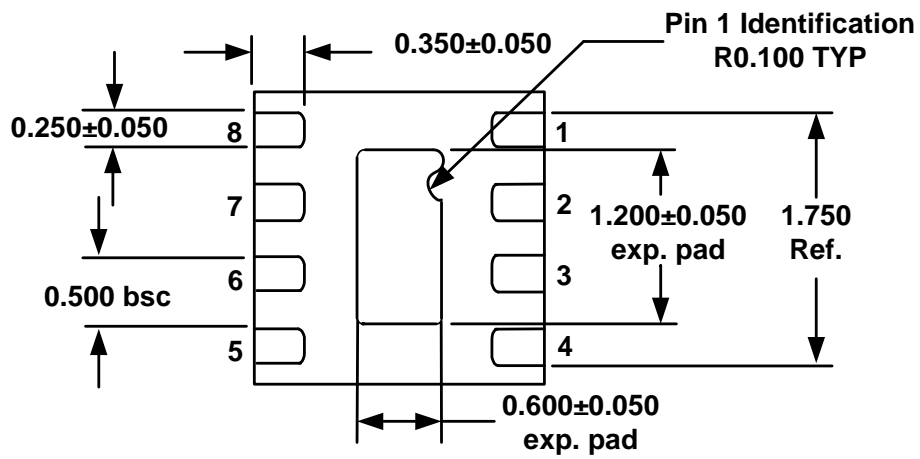 Pin 1 Identification
R0.100 TYP
0.350±0.050
0.250±0.050
8
1
7
2
1.200±0.050
exp. pad
1.750
Ref.
6
3
0.500 bsc
5
4
0.600±0.050
exp. pad